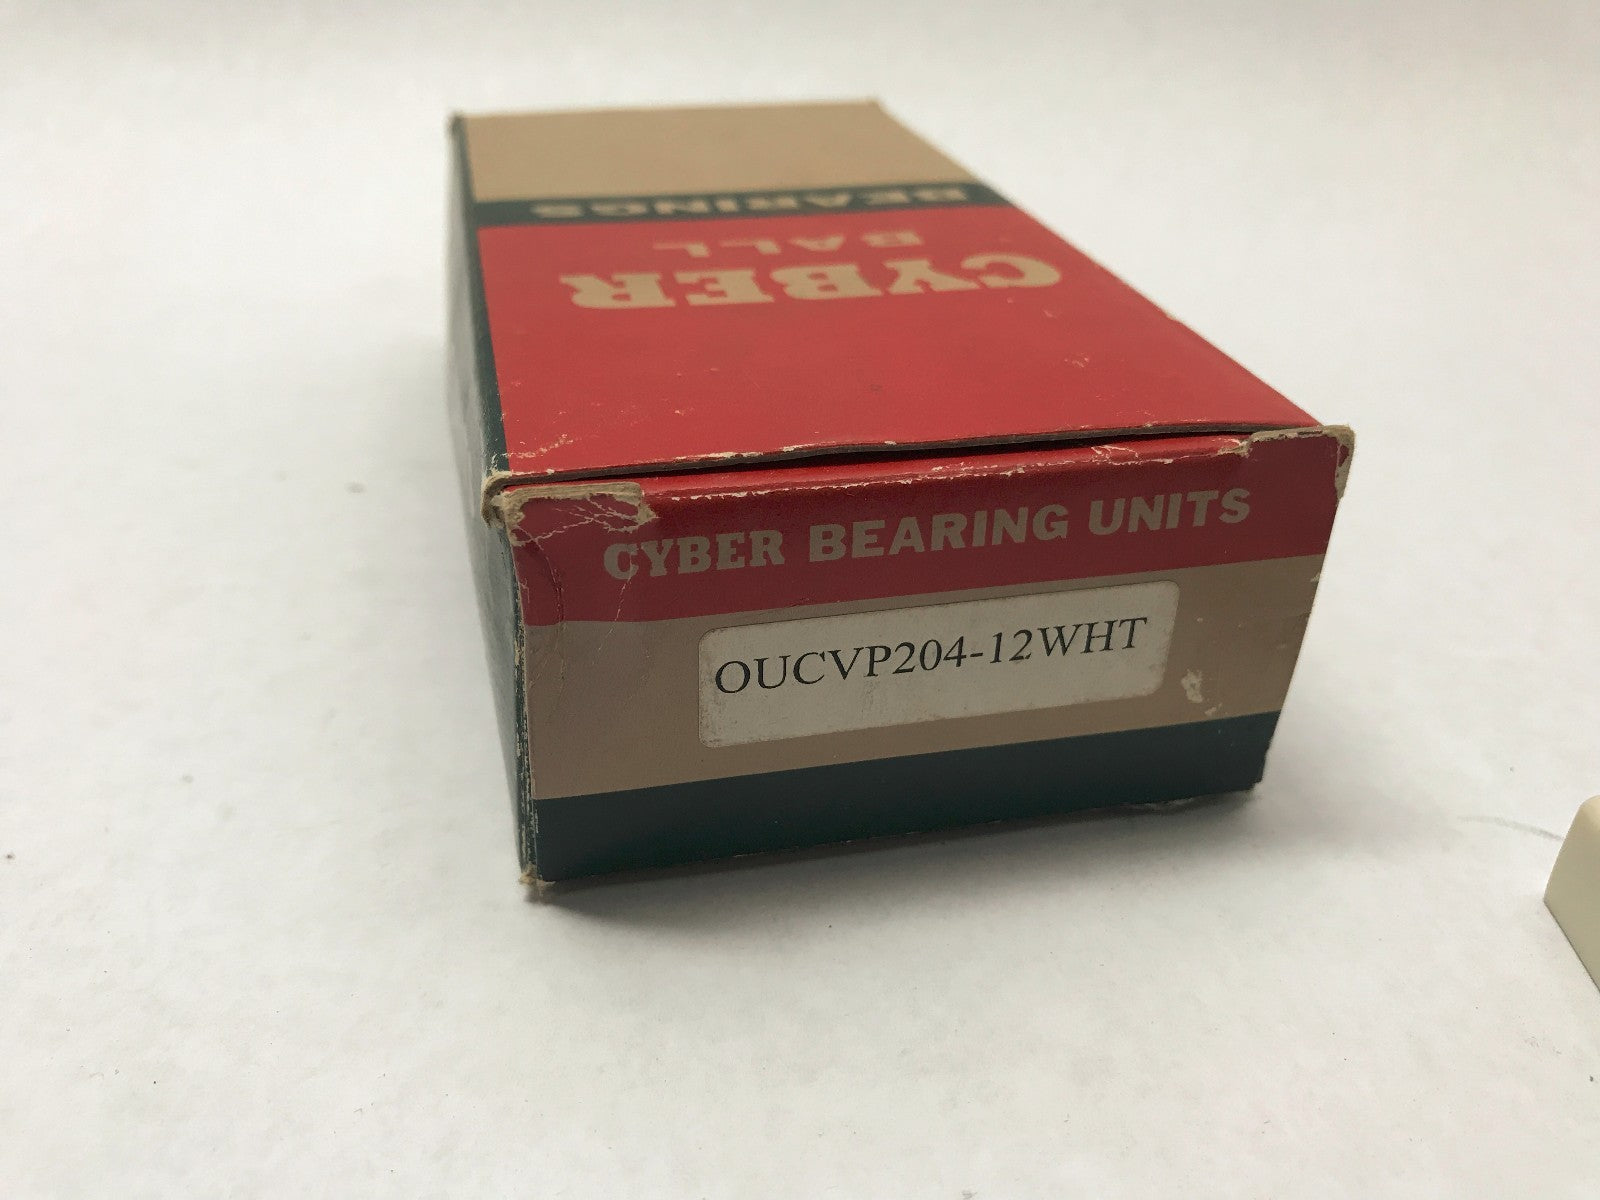 CYBER
BALL
BEARINGS
CYBER BEARING UNITS
OUCVP204-12WHT